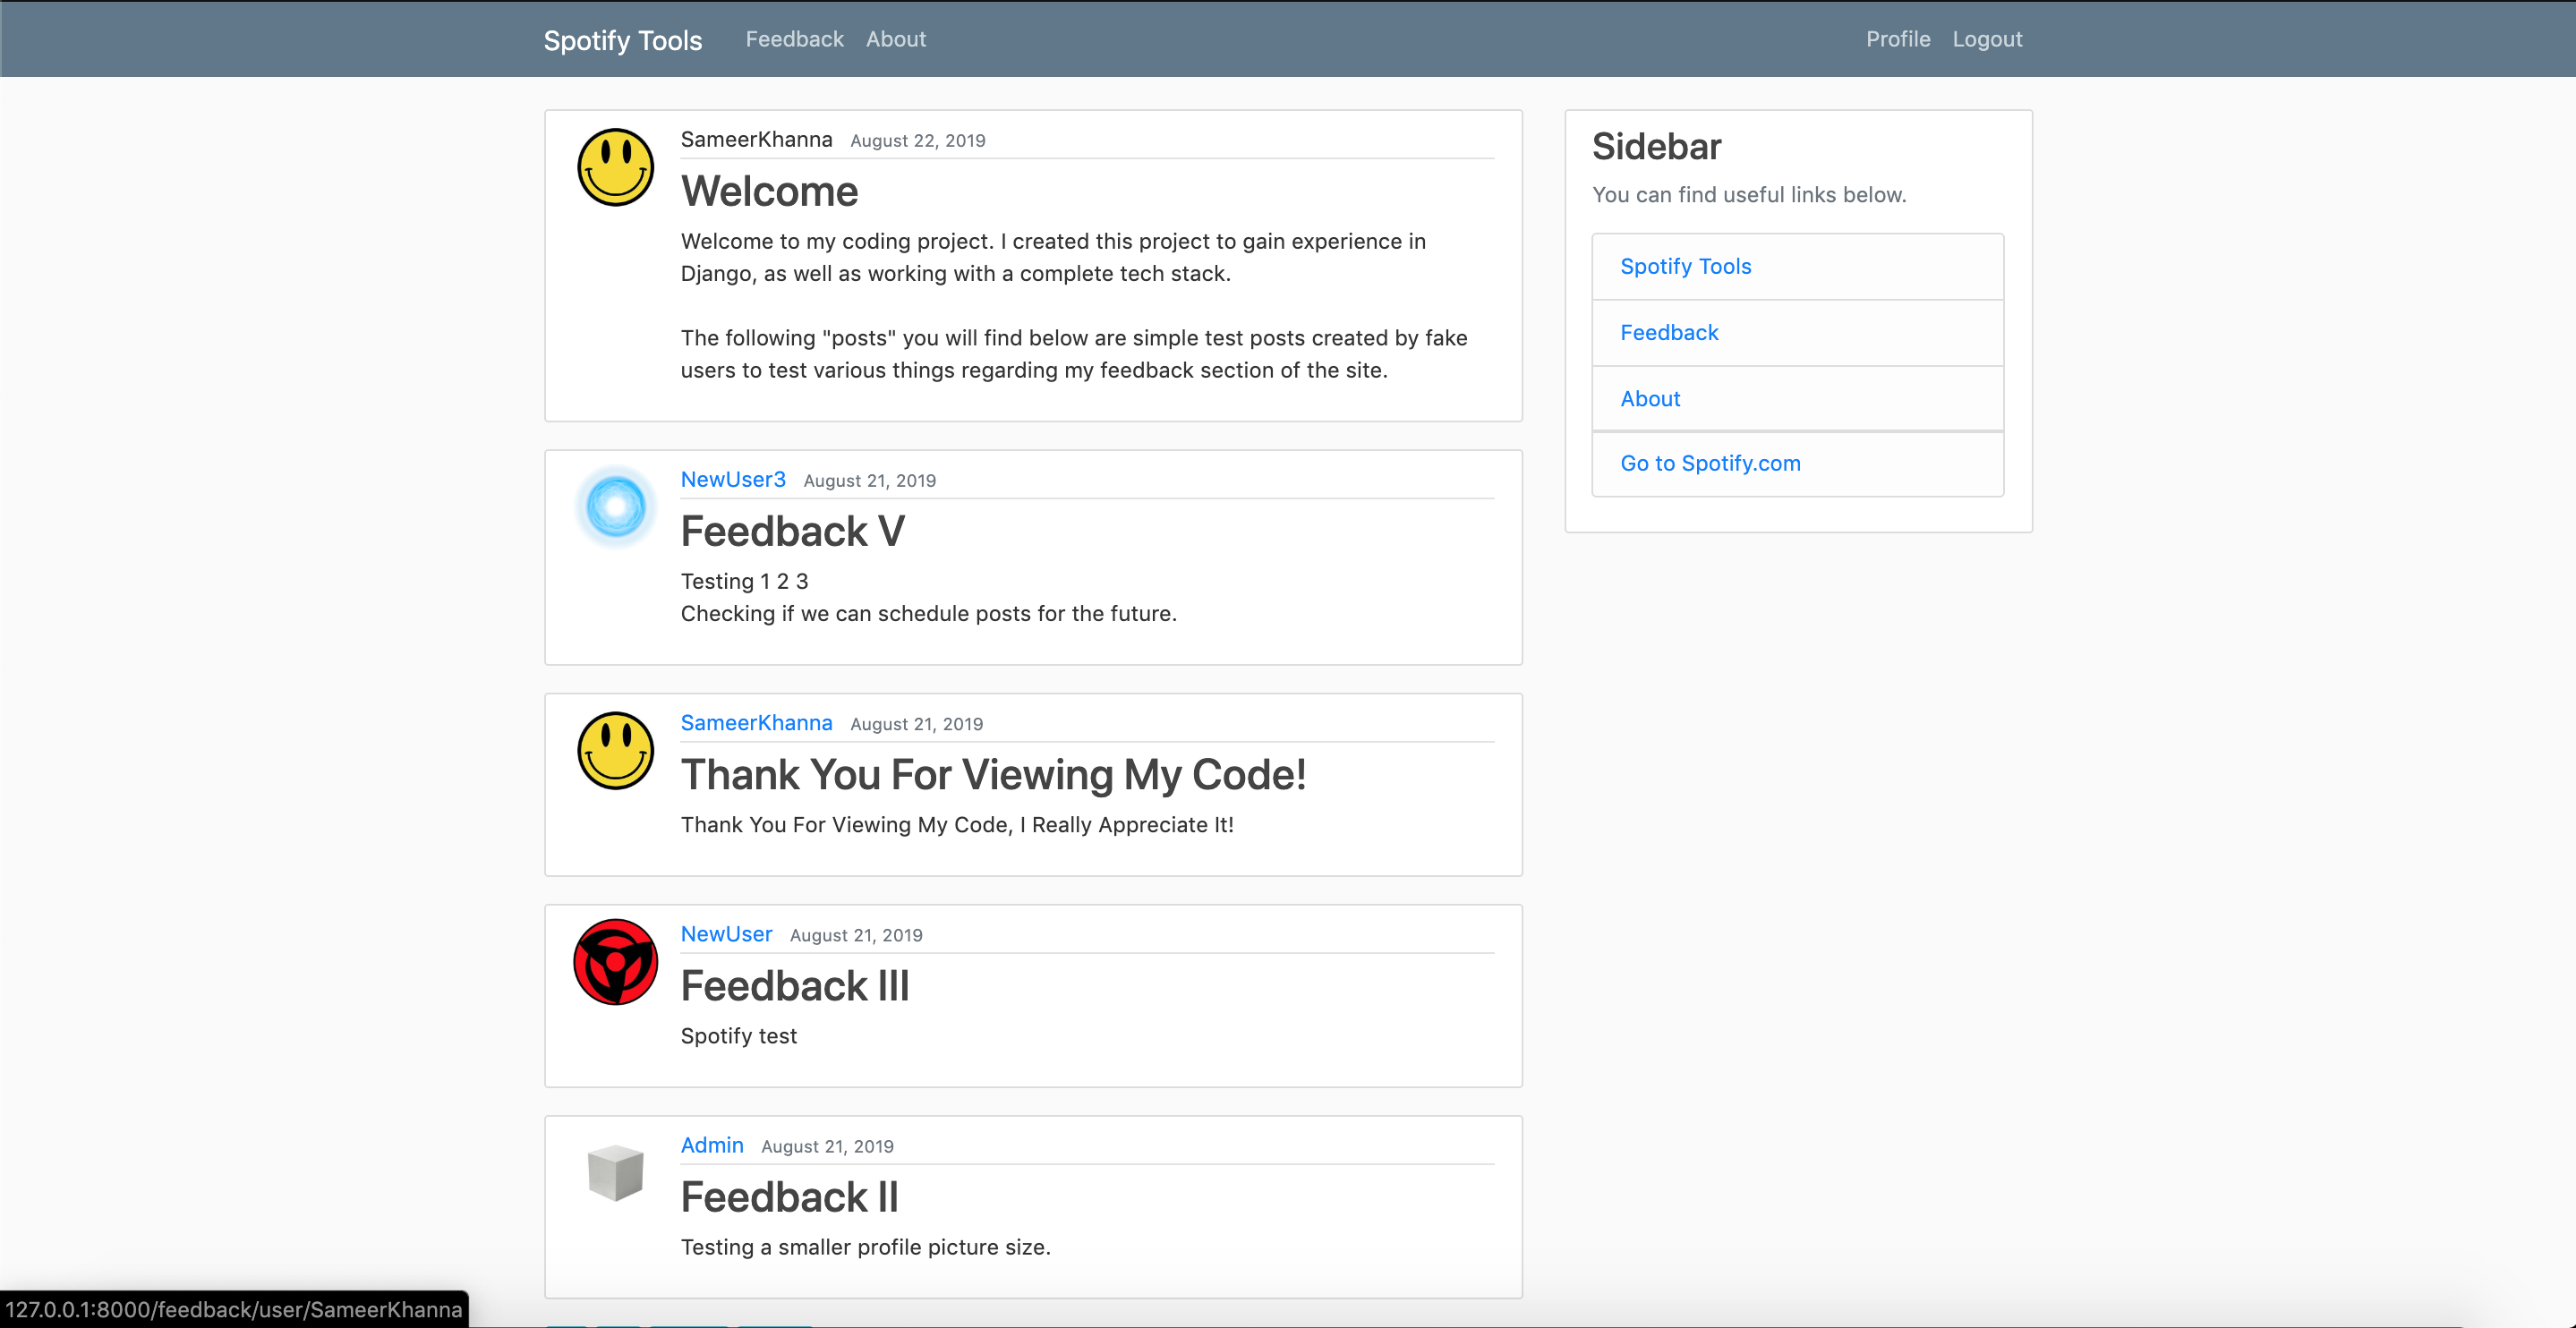 Spotify Tools Feedback About Profile Logout
SameerKhanna August 22, 2019
Welcome
Welcome to my coding project. I created this project to gain experience in
Django, as well as working with a complete tech stack.
The following "posts" you will find below are simple test posts created by fake
users to test various things regarding my feedback section of the site.
NewUser3 August 21, 2019
Feedback V
Testing 1 2 3
Checking if we can schedule posts for the future.
SameerKhanna August 21, 2019
Thank You For Viewing My Code!
Thank You For Viewing My Code, I Really Appreciate It!
NewUser August 21, 2019
Feedback III
Spotify test
Admin August 21, 2019
Feedback II
Testing a smaller profile picture size.
Sidebar
You can find useful links below.
Spotify Tools
Feedback
About
Go to Spotify.com
127.0.0.1:8000/feedback/user/SameerKhanna